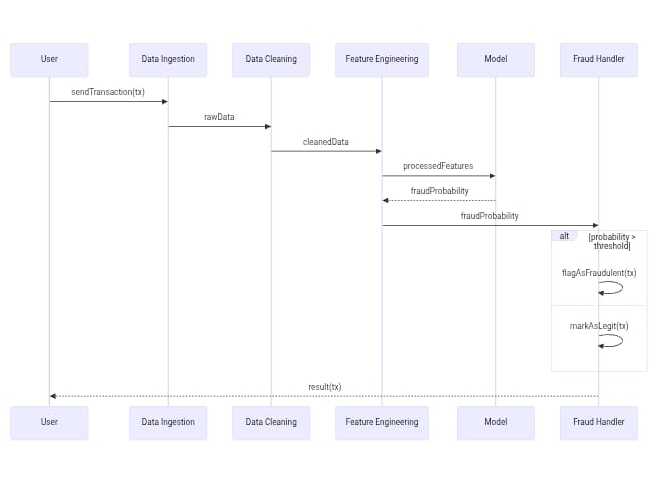 User
Data Ingestion
Data Cleaning
Feature Engineering
Model
Fraud Handler
sendTransaction(tx)
rawData
cleanedData
processedFeatures
fraudProbability
fraudProbability
alt
[probability >
threshold]
flagAsFraudulent(tx)
markAsLegit(tx)
result(tx)
User
Data Ingestion
Data Cleaning
Feature Engineering
Model
Fraud Handler